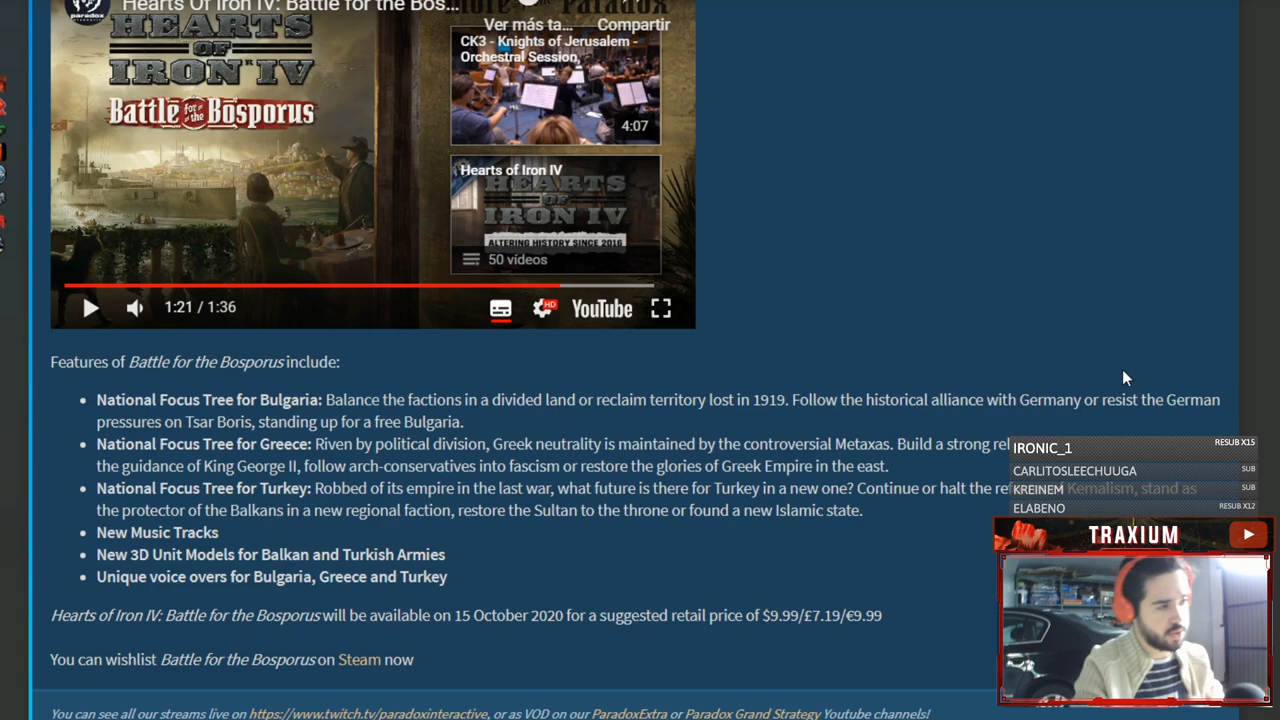 paradox
Hearts Of Iron IV: Battle for the Bos...
Ver más ta...
Compartir
HEARTS
OF
IRON IV
Battle for the Bosporus
CK3 - Knights of Jerusalem -
Orchestral Session
4:07
Hearts of Iron IV
HEARTS
OF
IRON IV
ALTERING HISTORY SINCE 2016
50 vídeos
1:21 / 1:36
HD
YouTube
Features of Battle for the Bosporus include:
National Focus Tree for Bulgaria: Balance the factions in a divided land or reclaim territory lost in 1919. Follow the historical alliance with Germany or resist the German
pressures on Tsar Boris, standing up for a free Bulgaria.
National Focus Tree for Greece: Riven by political division, Greek neutrality is maintained by the controversial Metaxas. Build a strong
the guidance of King George II, follow arch-conservatives into fascism or restore the glories of Greek Empire in the east.
National Focus Tree for Turkey: Robbed of its empire in the last war, what future is there for Turkey in a new one? Continue or halt the of Kemalism, stand as
the protector of the Balkans in a new regional faction, restore the Sultan to the throne or found a new Islamic state.
New Music Tracks
New 3D Unit Models for Balkan and Turkish Armies
Unique voice overs for Bulgaria, Greece and Turkey
Hearts of Iron IV: Battle for the Bosporus will be available on 15 October 2020 for a suggested retail price of $9.99/£7.19/€9.99
You can wishlist Battle for the Bosporus on Steam now
You can see all our streams live on https://www.twitch.tv/paradoxinteractive, or as VOD on our ParadoxExtra or Paradox Grand Strategy Youtube channels!
IRONIC_1 RESUB X15
CARLITOSLEECHUUGA SUB
KREINEM SUB
ELABENO RESUB X12
TRAXIUM